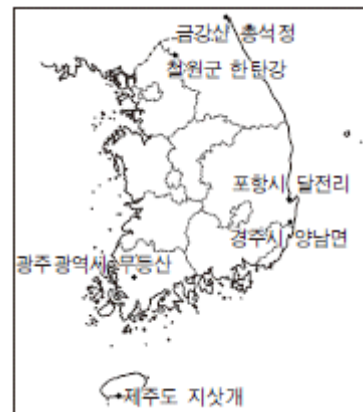 금강산 총석정
철원군 한탄강
포항시 달전리
경주시 양남면
광주광역시 무등산
제주도 지삿개